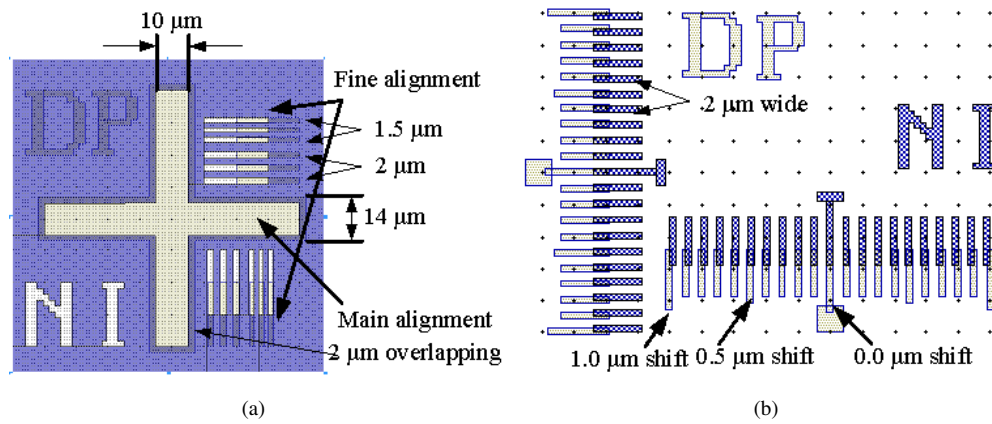 10 μm
DP
Fine alignment
1.5 μm
2 μm
14 μm
NI
Main alignment
2 μm overlapping
(a)
DP
2 μm wide
NI
1.0 μm shift
0.5 μm shift
0.0 μm shift
(b)